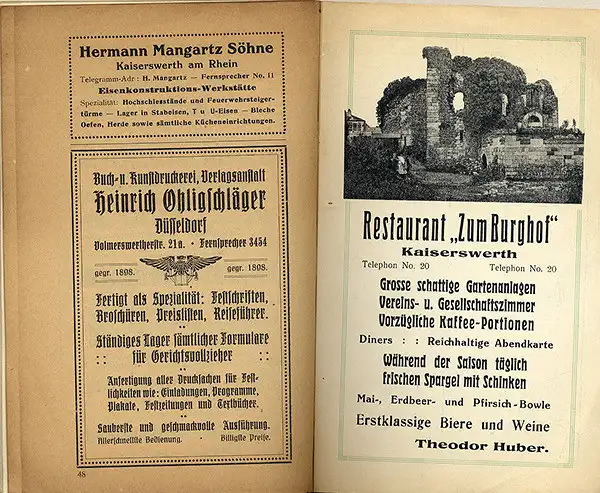 Hermann Mangartz Söhne
Kaiserswerth am Rhein
Telegramm-Adr : H. Mangartz — Fernsprecher No. 11
Eisenkonstruktions-Werkstätte
Spezialität: Hochschiesstände und Feuerwehrsteiger-
türme — Lager in Stabeisen, T u U-Eisen — Bleche
Oefen, Herde sowie sämtliche Kücheneinrichtungen.
Buch- u. Kunstdruckerei, Verlagsanstalt
Heinrich Ohligschläger
Düsseldorf
Volmerswertherstr. 21a. · Fernsprecher 3454
gegr. 1898. gegr. 1898.
Fertigt als Spezialität: Festschriften,
Broschüren, Preislisten, Reiseführer.
Ständiges Lager sämtlicher Formulare
: : für Gerichtsvollzieher : :
Anfertigung aller Drucksachen für Fest-
lichkeiten wie: Einladungen, Programme,
Plakate, Festzeitungen und Textbücher.
Sauberste und geschmackvolle Ausführung.
Allerschnellste Bedienung. · Billigste Preise.
48
Restaurant „Zum Burghof"
Kaiserswerth
Telephon No. 20 Telephon No. 20
Grosse schattige Gartenanlagen
Vereins- u. Gesellschaftszimmer
Vorzügliche Kaffee-Portionen
Diners : : Reichhaltige Abendkarte
Während der Saison täglich
frischen Spargel mit Schinken
Mai-, Erdbeer- und Pfirsich-Bowle
Erstklassige Biere und Weine
Theodor Huber.